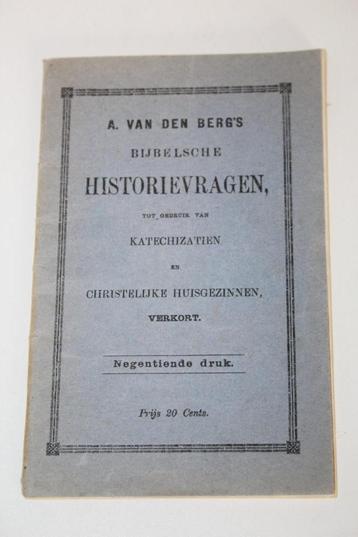 A. VAN DEN BERG'S
BIJBELSCHE
HISTORIEVRAGEN,
TOT GEBRUIK VAN
KATECHIZATIEN
EN
CHRISTELIJKE HUISGEZINNEN,
VERKORT.
Negentiende druk.
Prijs 20 Cents.